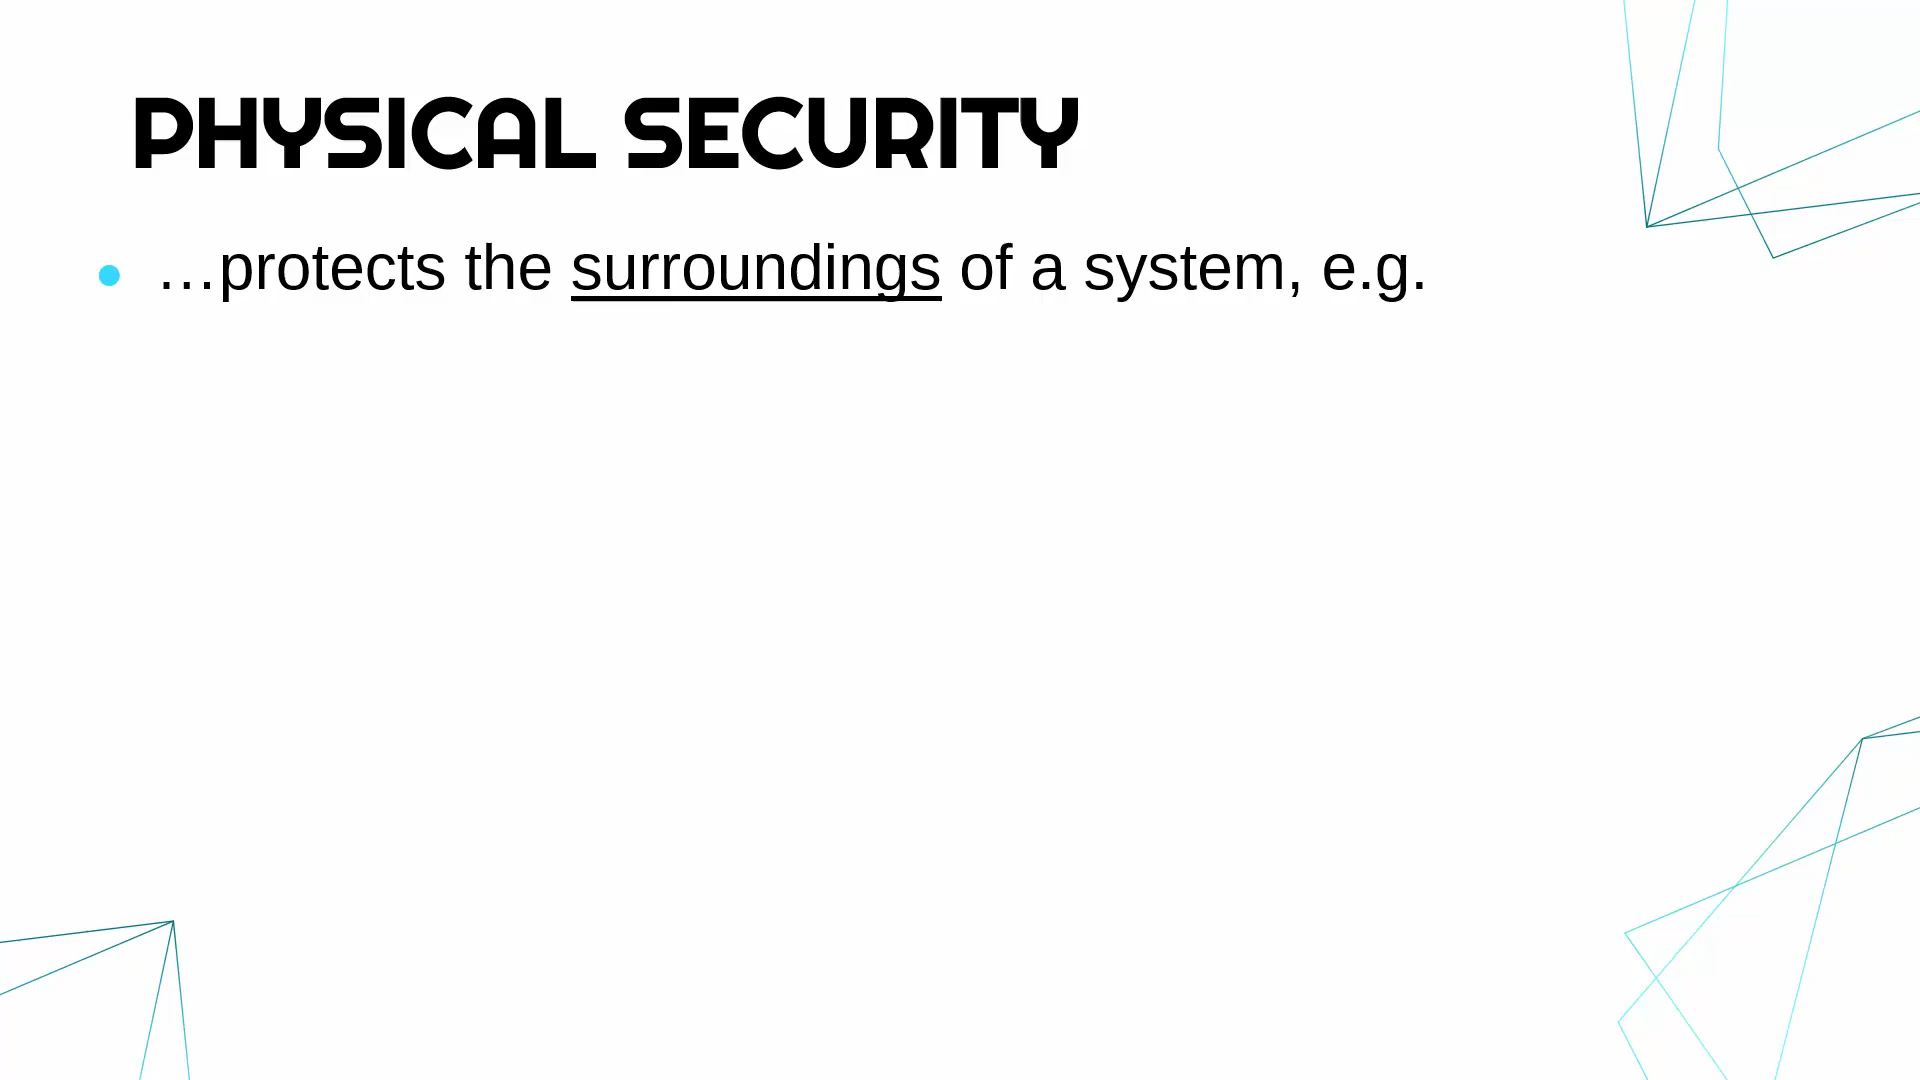 PHYSICAL SECURITY
…protects the surroundings of a system, e.g.